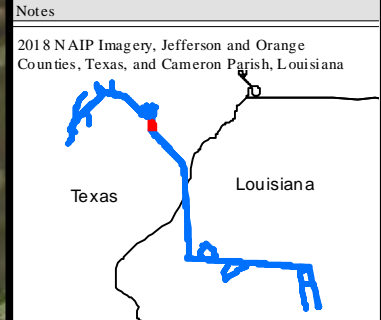 Notes
2018 NAIP Imagery, Jefferson and Orange
Counties, Texas, and Cameron Parish, Louisiana
Louisiana
Texas